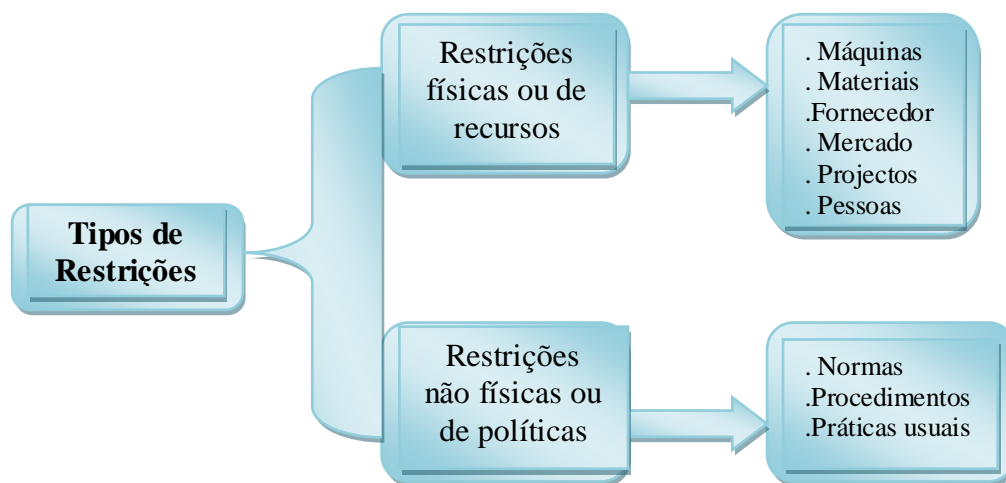 Tipos de
Restrições
Restrições
físicas ou de
recursos
. Máquinas
. Materiais
.Fornecedor
. Mercado
. Projectos
. Pessoas
Restrições
não físicas ou
de políticas
. Normas
.Procedimentos
.Práticas usuais